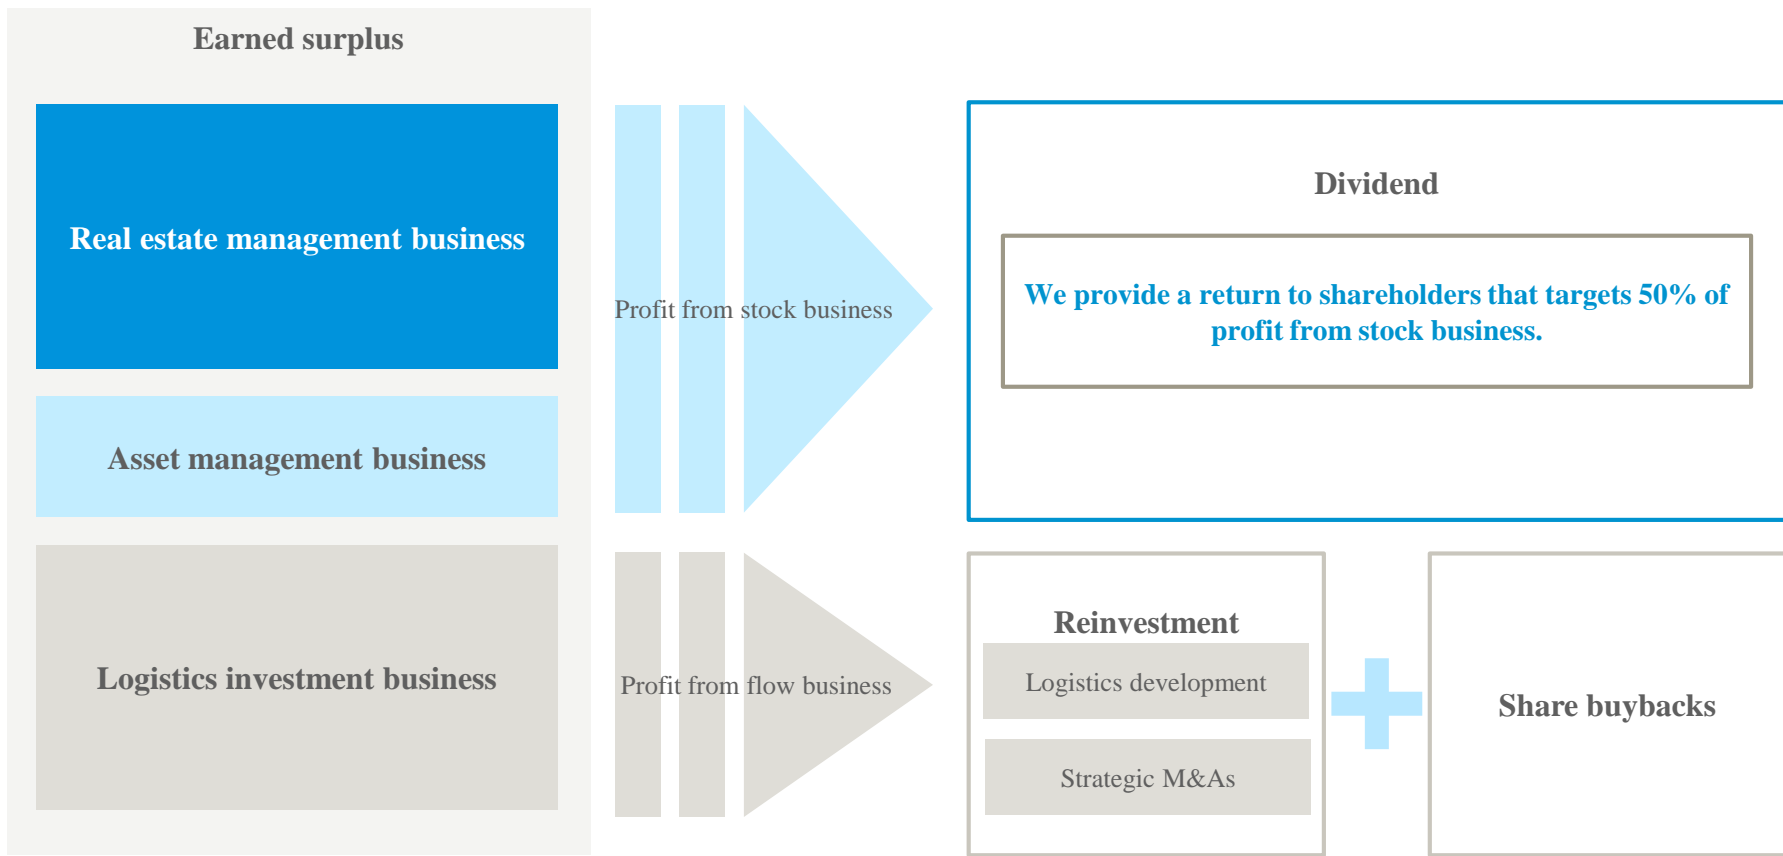 Earned surplus
Real estate management business
Asset management business
Logistics investment business
Profit from stock business
Profit from flow business
Dividend
We provide a return to shareholders that targets 50% of
profit from stock business.
Reinvestment
Logistics development
Strategic M&As
Share buybacks